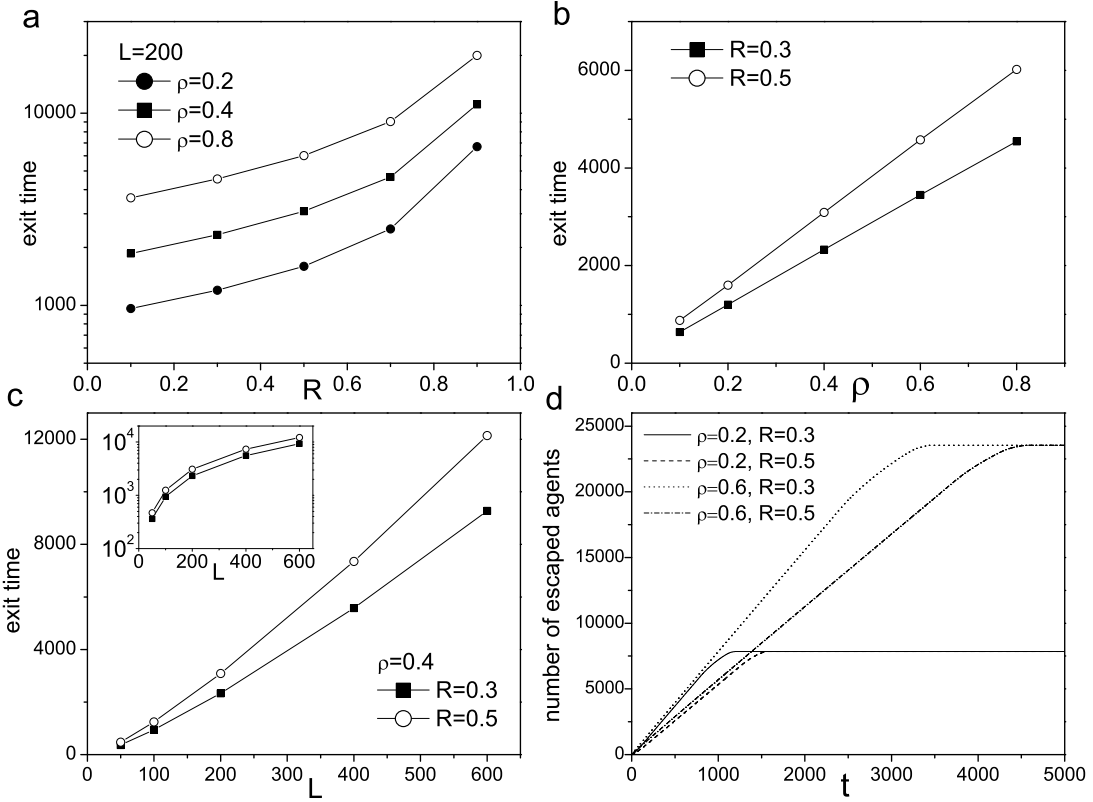 a
L=200
ρ=0.2
ρ=0.4
ρ=0.8
10000
1000
exit time
0.0 0.2 0.4 0.6 0.8 1.0
R
b
R=0.3
R=0.5
6000
4000
2000
0
exit time
0.0 0.2 0.4 0.6 0.8
ρ
c
12000
8000
4000
0
exit time
10^4
10^3
10^2
0 200 400 600
L
ρ=0.4
R=0.3
R=0.5
0 100 200 300 400 500 600
L
d
ρ=0.2, R=0.3
ρ=0.2, R=0.5
ρ=0.6, R=0.3
ρ=0.6, R=0.5
25000
20000
15000
10000
5000
0
number of escaped agents
0 1000 2000 3000 4000 5000
t